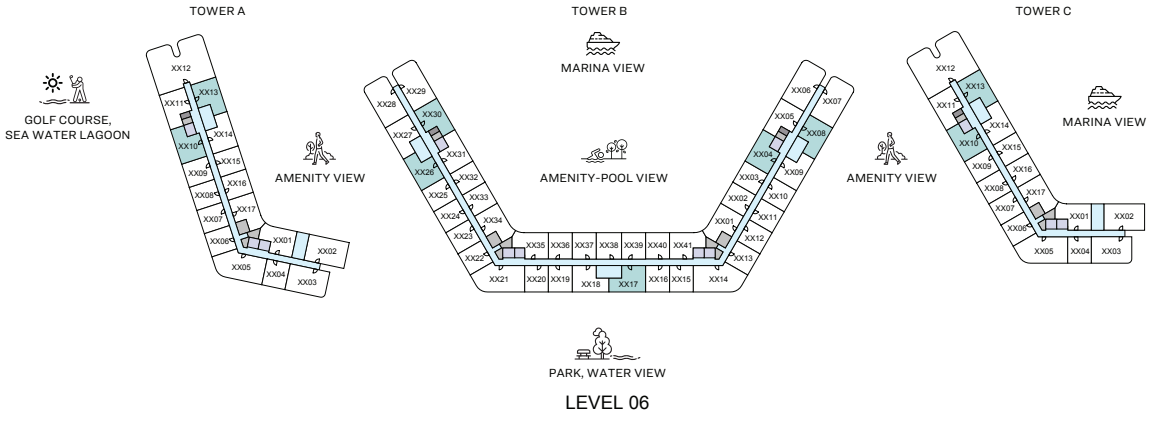 TOWER A
TOWER B
TOWER C
MARINA VIEW
GOLF COURSE,
SEA WATER LAGOON
AMENITY VIEW
AMENITY-POOL VIEW
AMENITY VIEW
MARINA VIEW
XX12
XX13
XX11
XX14
XX10
XX15
XX09
XX16
XX08
XX17
XX07
XX06
XX01
XX02
XX05
XX04
XX03
XX29
XX28
XX30
XX27
XX31
XX26
XX32
XX25
XX33
XX24
XX34
XX23
XX22
XX35
XX36
XX37
XX38
XX39
XX40
XX41
XX21
XX20
XX19
XX18
XX17
XX16
XX15
XX14
XX06
XX07
XX05
XX08
XX04
XX09
XX03
XX10
XX02
XX11
XX01
XX12
XX13
XX12
XX13
XX11
XX14
XX10
XX15
XX09
XX16
XX08
XX17
XX07
XX06
XX01
XX02
XX05
XX04
XX03
PARK, WATER VIEW
LEVEL 06